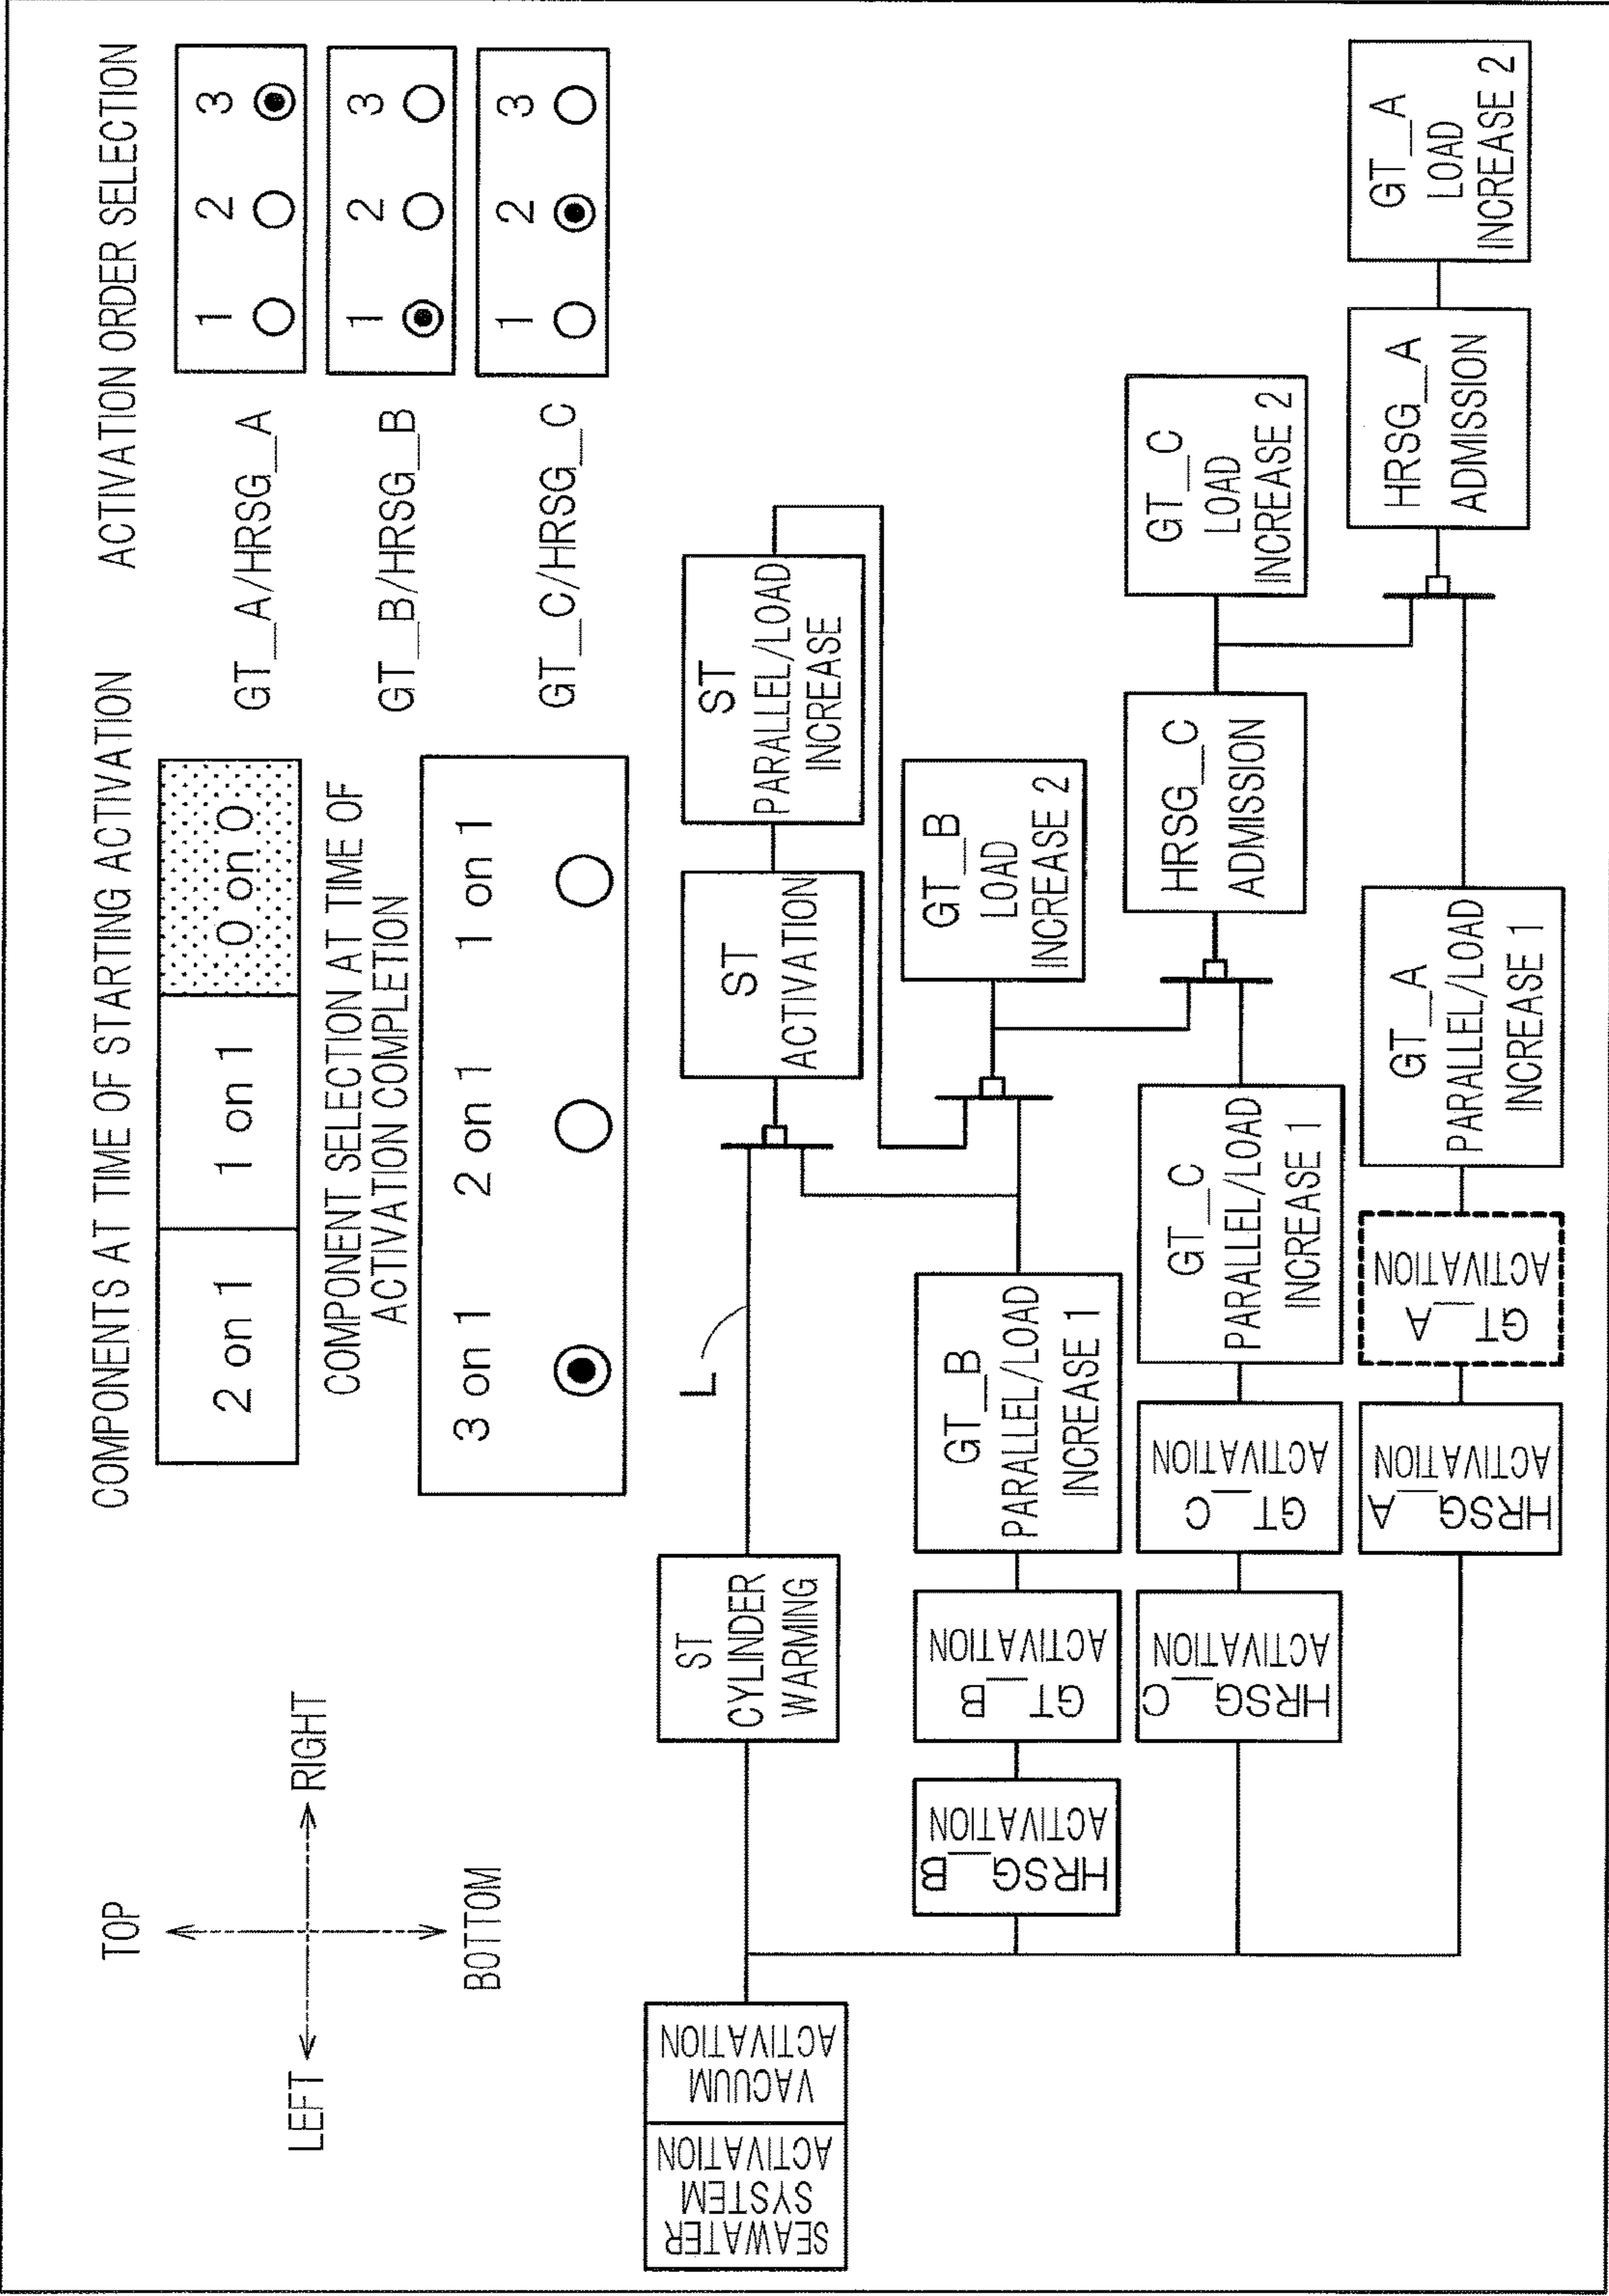 TOP
LEFT
RIGHT
BOTTOM
COMPONENTS AT TIME OF STARTING ACTIVATION
2 on 1
1 on 1
0 on 0
COMPONENT SELECTION AT TIME OF
ACTIVATION COMPLETION
3 on 1
2 on 1
1 on 1
ACTIVATION ORDER SELECTION
GT_A/HRSG_A
1 2 3
GT_B/HRSG_B
1 2 3
GT_C/HRSG_C
1 2 3
SEAWATER
SYSTEM
ACTIVATION
VACUUM
ACTIVATION
ST
CYLINDER
WARMING
L
ST
ACTIVATION
ST
PARALLEL/LOAD
INCREASE
HRSG_B
ACTIVATION
GT_B
ACTIVATION
GT_B
PARALLEL/LOAD
INCREASE 1
GT_B
LOAD
INCREASE 2
HRSG_C
ACTIVATION
GT_C
ACTIVATION
GT_C
PARALLEL/LOAD
INCREASE 1
HRSG_C
ADMISSION
GT_C
LOAD
INCREASE 2
HRSG_A
ACTIVATION
GT_A
ACTIVATION
GT_A
PARALLEL/LOAD
INCREASE 1
HRSG_A
ADMISSION
GT_A
LOAD
INCREASE 2